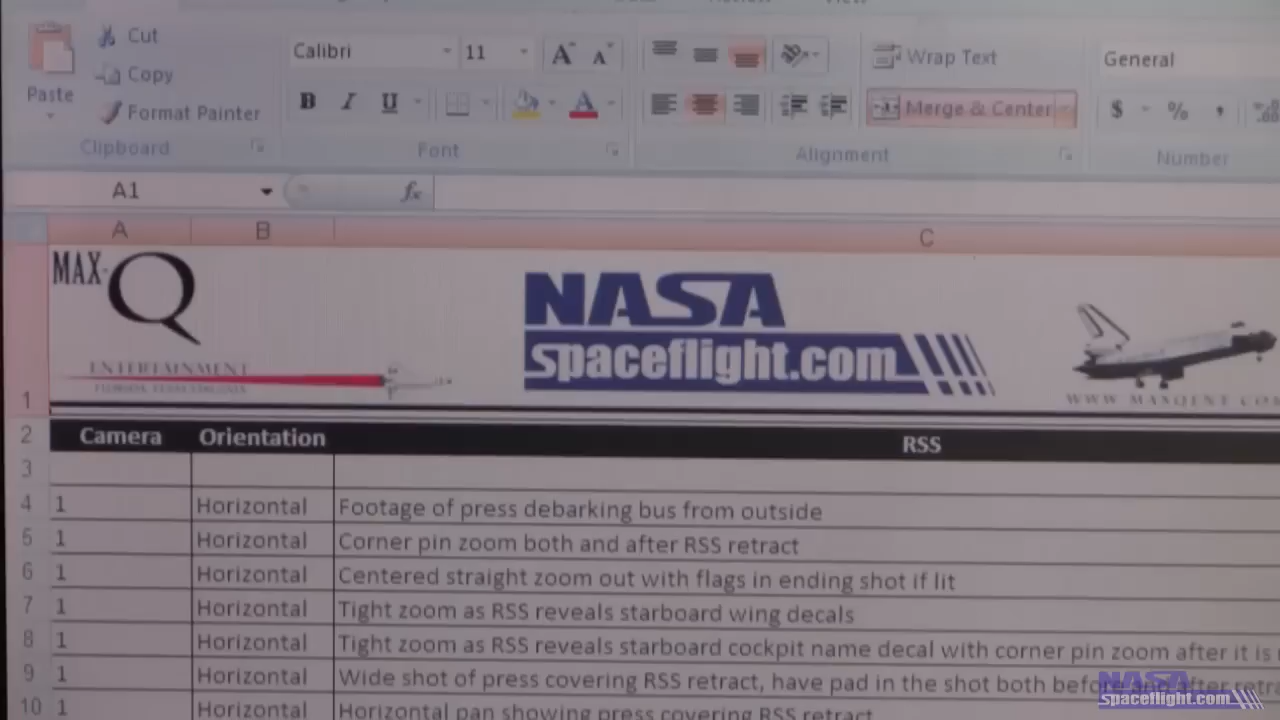 Cut
Calibri 11 A A Wrap Text General
Copy
Paste B I U A Merge & Center $ % ,
Format Painter
Clipboard Font Alignment Number
A1 fx
A B C
MAX-Q
NASA
spaceflight.com
ENTERTAINMENT
1
2 Camera Orientation RSS
3
4 1 Horizontal Footage of press debarking bus from outside
5 1 Horizontal Corner pin zoom both and after RSS retract
6 1 Horizontal Centered straight zoom out with flags in ending shot if lit
7 1 Horizontal Tight zoom as RSS reveals starboard wing decals
8 1 Horizontal Tight zoom as RSS reveals starboard cockpit name decal with corner pin zoom after it is
9 1 Horizontal Wide shot of press covering RSS retract, have pad in the shot both before and after retra
10 1 Horizontal Horizontal pan showing press covering RSS retract
NASA
spaceflight.com